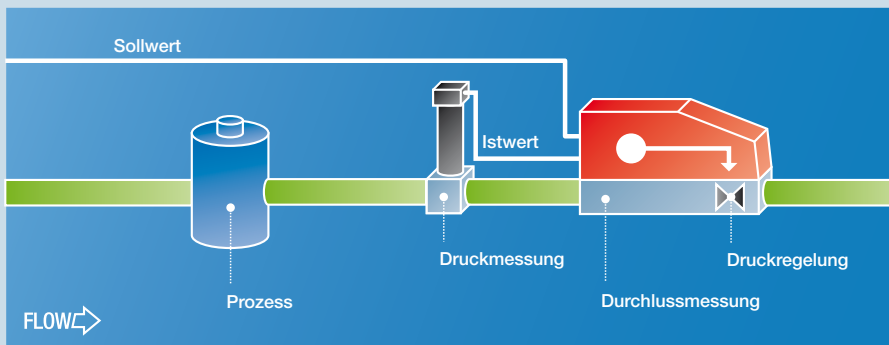 Sollwert
Istwert
Druckmessung
Druckregelung
Prozess
Durchlussmessung
FLOW